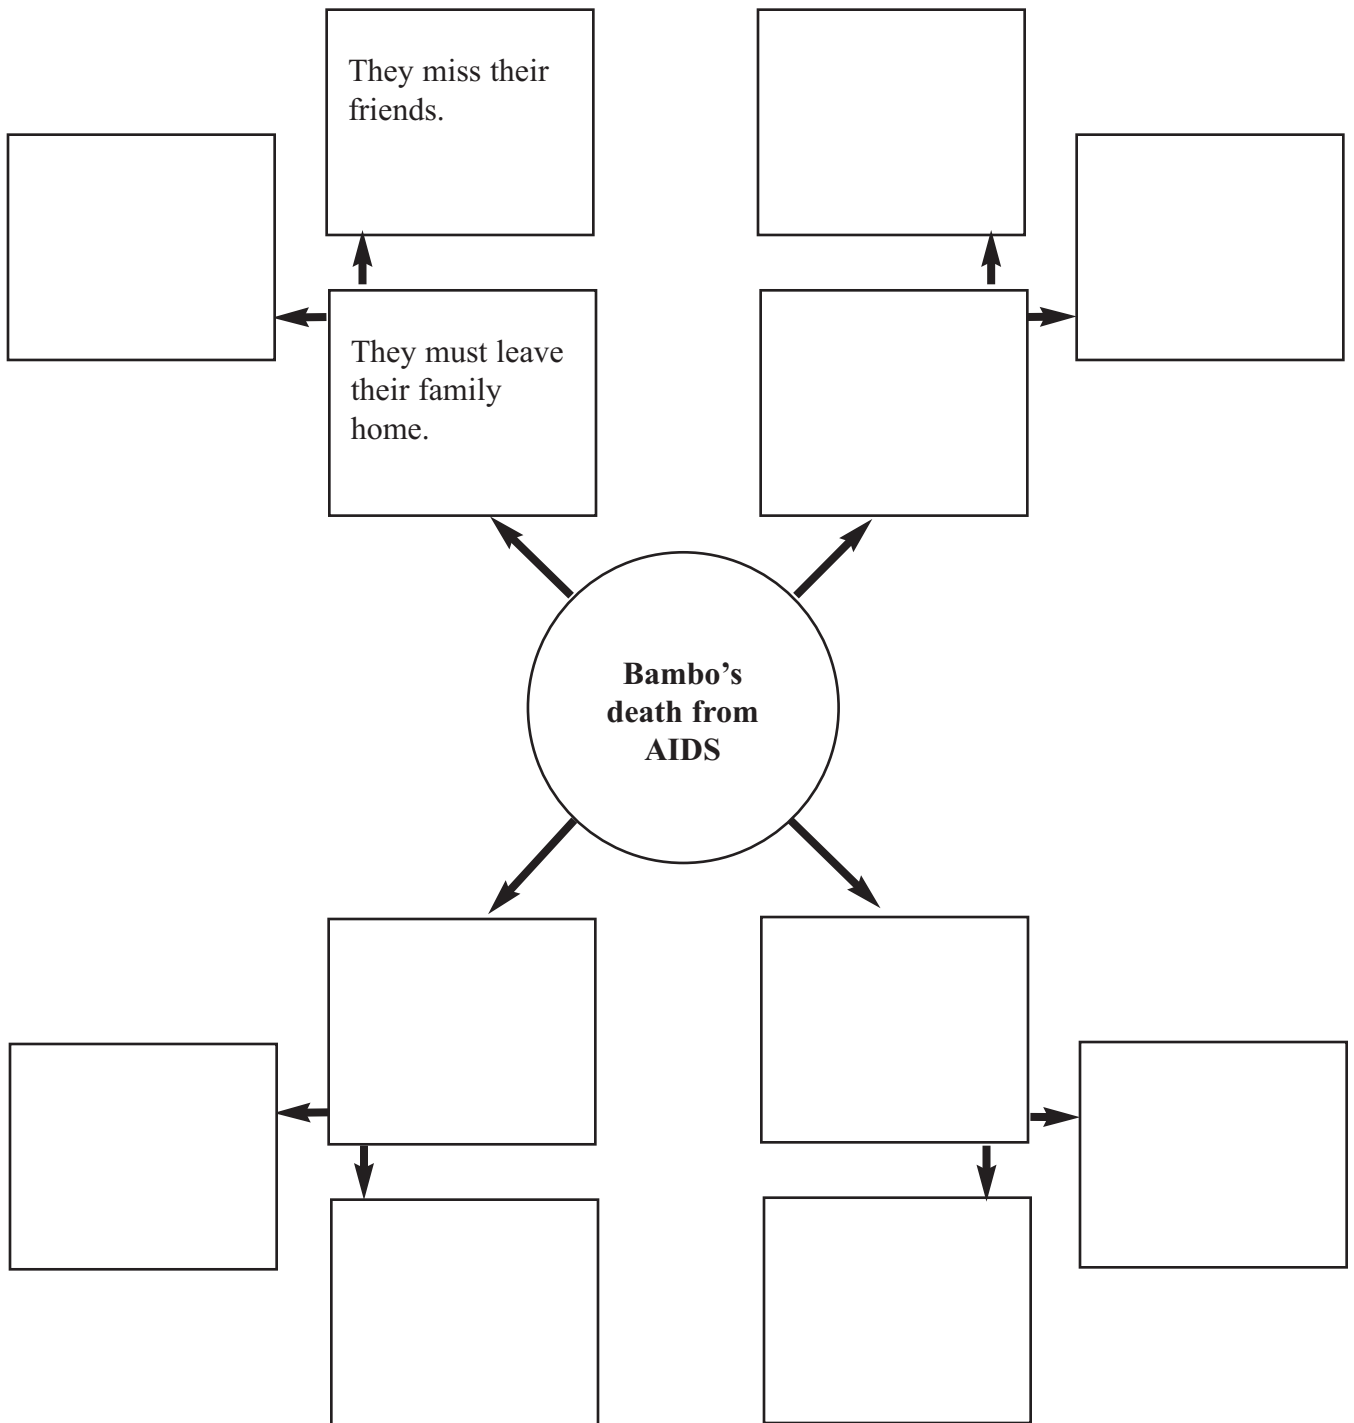 They miss their
friends.
They must leave
their family
home.
Bambo’s
death from
AIDS